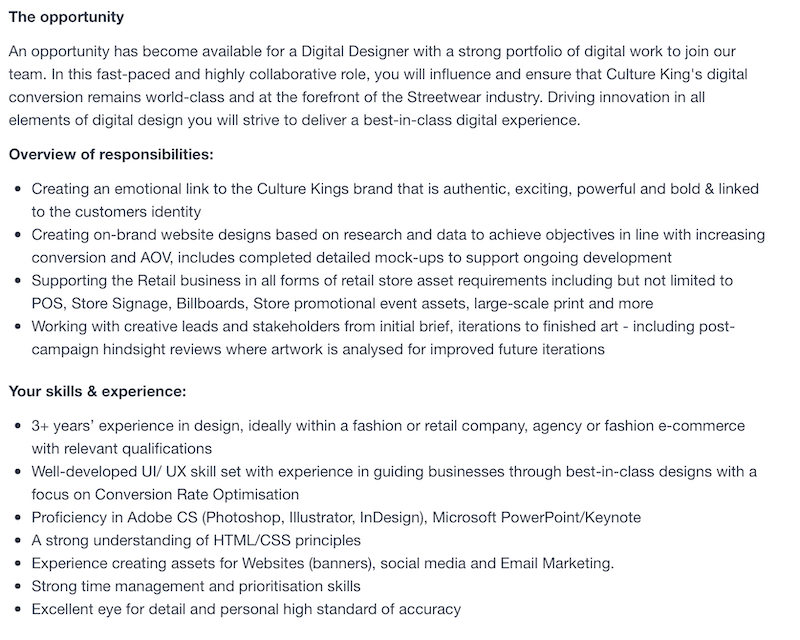 The opportunity
An opportunity has become available for a Digital Designer with a strong portfolio of digital work to join our
team. In this fast-paced and highly collaborative role, you will influence and ensure that Culture King's digital
conversion remains world-class and at the forefront of the Streetwear industry. Driving innovation in all
elements of digital design you will strive to deliver a best-in-class digital experience.
Overview of responsibilities:
• Creating an emotional link to the Culture Kings brand that is authentic, exciting, powerful and bold & linked
to the customers identity
• Creating on-brand website designs based on research and data to achieve objectives in line with increasing
conversion and AOV, includes completed detailed mock-ups to support ongoing development
• Supporting the Retail business in all forms of retail store asset requirements including but not limited to
POS, Store Signage, Billboards, Store promotional event assets, large-scale print and more
• Working with creative leads and stakeholders from initial brief, iterations to finished art - including post-
campaign hindsight reviews where artwork is analysed for improved future iterations
Your skills & experience:
• 3+ years’ experience in design, ideally within a fashion or retail company, agency or fashion e-commerce
with relevant qualifications
• Well-developed UI/ UX skill set with experience in guiding businesses through best-in-class designs with a
focus on Conversion Rate Optimisation
• Proficiency in Adobe CS (Photoshop, Illustrator, InDesign), Microsoft PowerPoint/Keynote
• A strong understanding of HTML/CSS principles
• Experience creating assets for Websites (banners), social media and Email Marketing.
• Strong time management and prioritisation skills
• Excellent eye for detail and personal high standard of accuracy